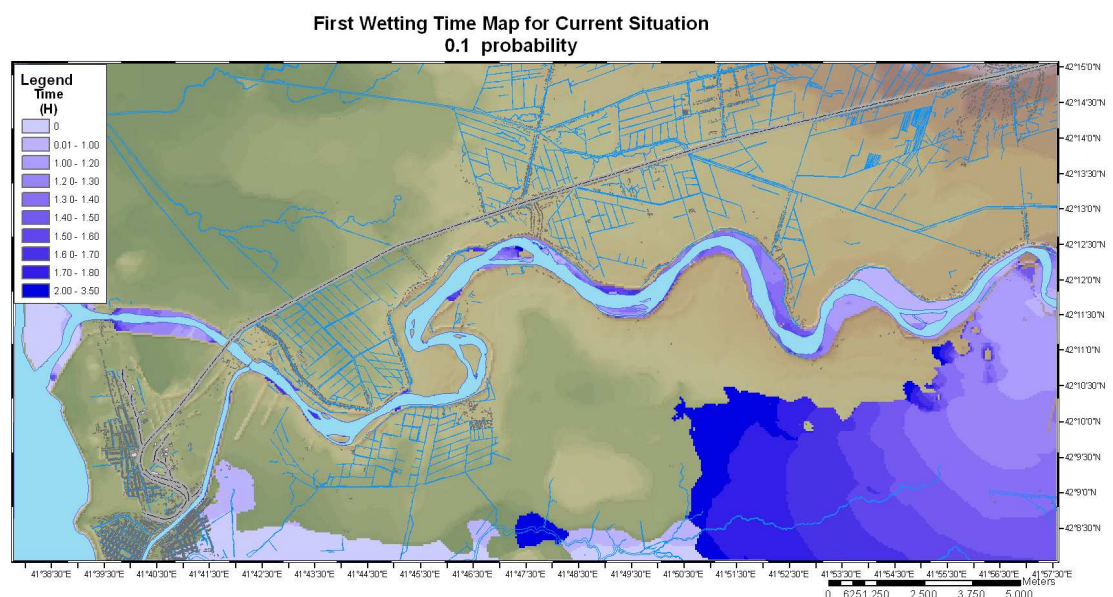 First Wetting Time Map for Current Situation
0.1 probability
Legend
Time
(H)
0
0.01 - 1.00
1.00 - 1.20
1.20 - 1.30
1.30 - 1.40
1.40 - 1.50
1.50 - 1.60
1.60 - 1.70
1.70 - 1.80
2.00 - 3.50
42°15'0"N
42°14'30"N
42°14'0"N
42°13'30"N
42°13'0"N
42°12'30"N
42°12'0"N
42°11'30"N
42°11'0"N
42°10'30"N
42°10'0"N
42°9'30"N
42°9'0"N
42°8'30"N
41°38'30"E 41°39'30"E 41°40'30"E 41°41'30"E 41°42'30"E 41°43'30"E 41°44'30"E 41°45'30"E 41°46'30"E 41°47'30"E 41°48'30"E 41°49'30"E 41°50'30"E 41°51'30"E 41°52'30"E 41°53'30"E 41°54'30"E 41°55'30"E 41°56'30"E 41°57'30"E
Meters
0 625 1.250 2.500 3.750 5.000